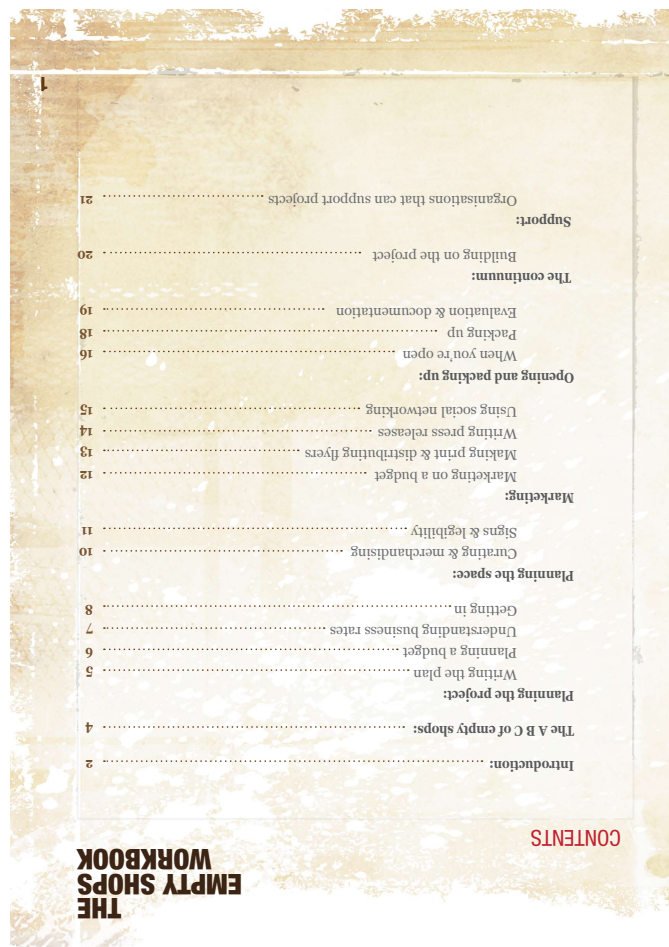 THE
EMPTY SHOPS
WORKBOOK
CONTENTS
Introduction: 2
The A B C of empty shops: 4
Planning the project:
Writing the plan 5
Planning a budget 6
Understanding business rates 7
Getting in 8
Planning the space:
Curating & merchandising 10
Signs & legibility 11
Marketing:
Marketing on a budget 12
Making print & distributing flyers 13
Writing press releases 14
Using social networking 15
Opening and packing up:
When you're open 16
Packing up 18
Evaluation & documentation 19
The continuum:
Building on the project 20
Support:
Organisations that can support projects 21
1